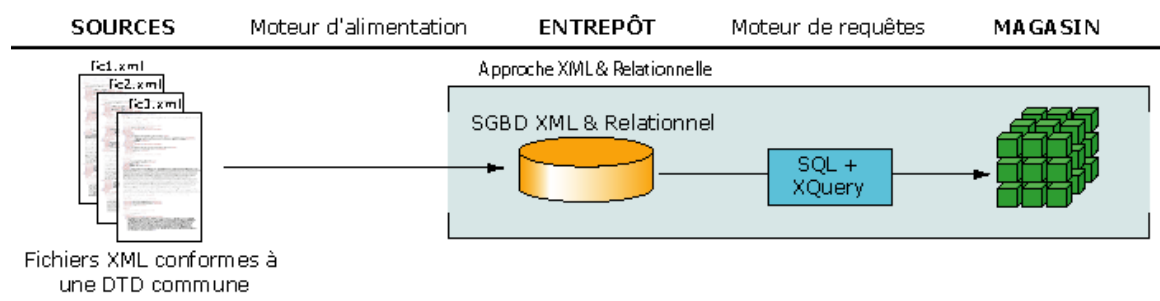 SOURCES Moteur d'alimentation ENTREPÔT Moteur de requêtes MAGASIN
fic1.xml
fic2.xml
fic3.xml
Approche XML & Relationnelle
SGBD XML & Relationnel
SQL +
XQuery
Fichiers XML conformes à
une DTD commune